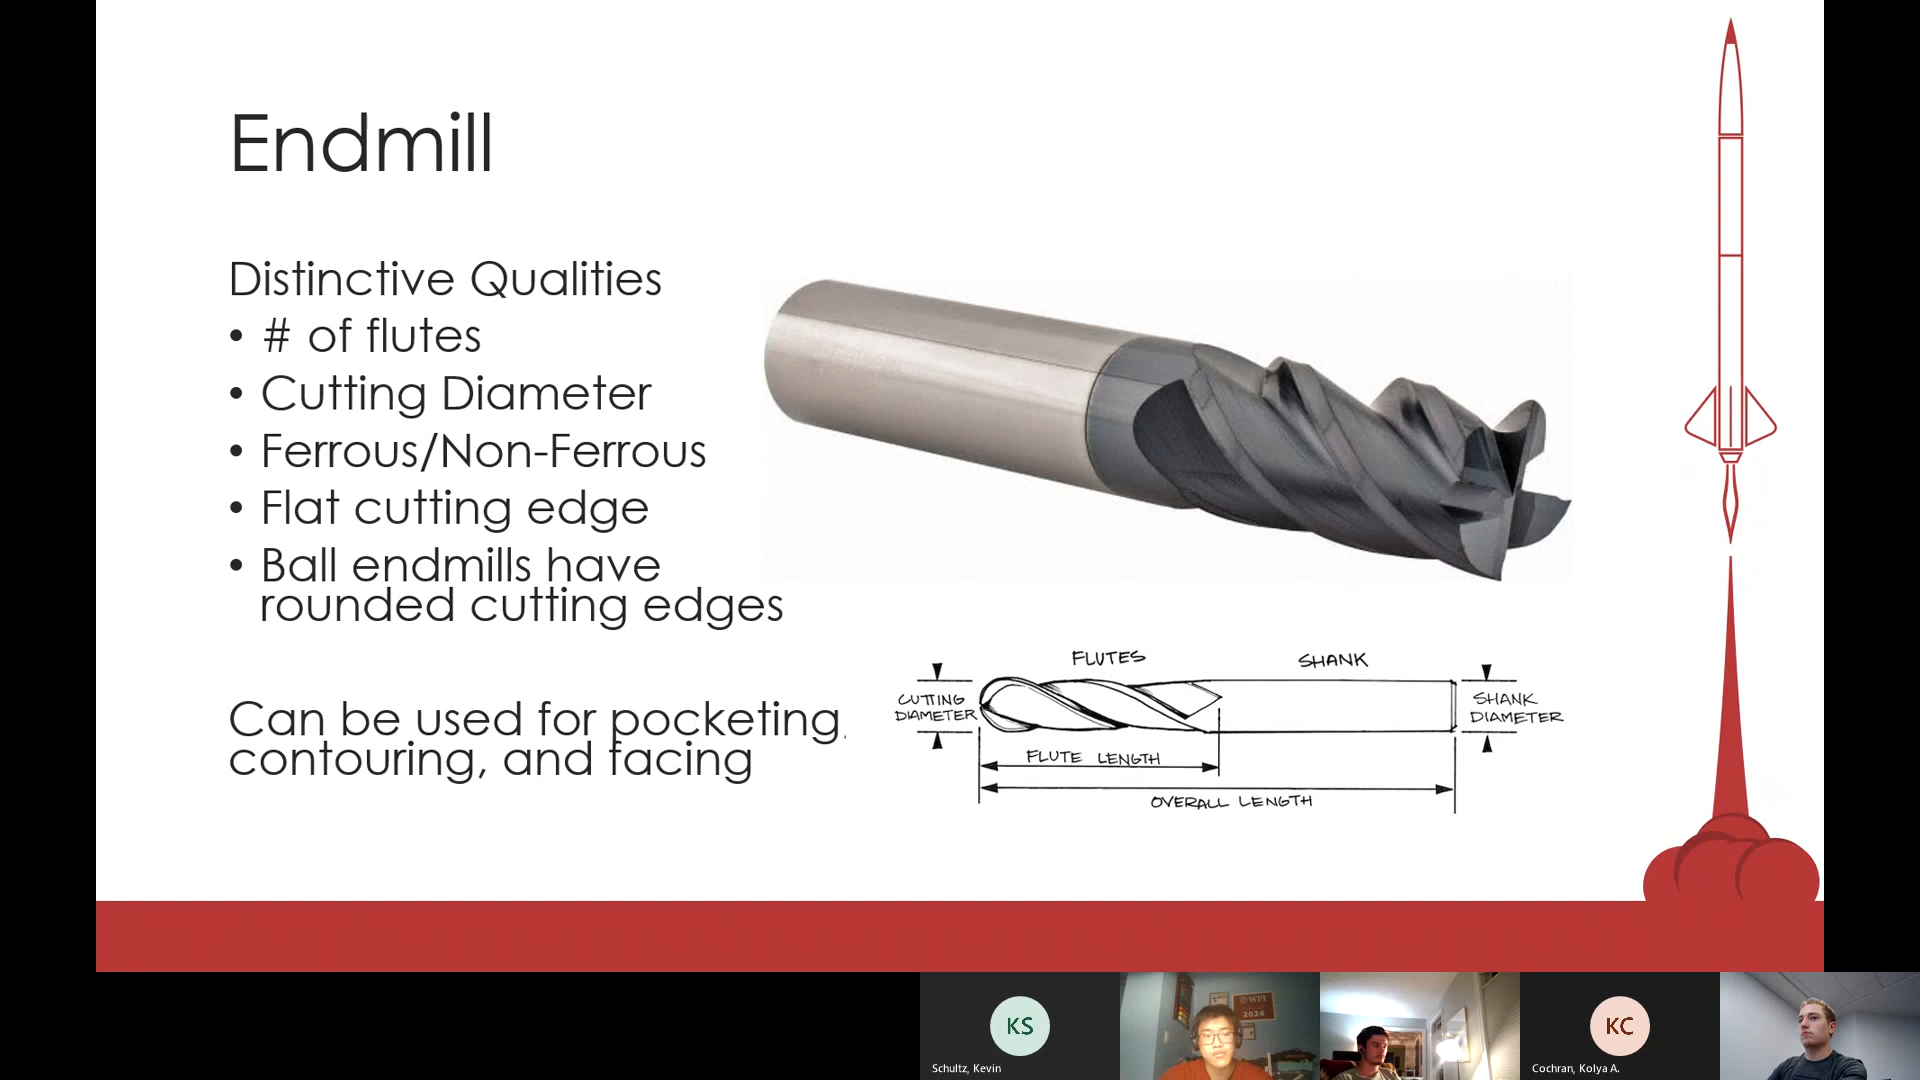 Endmill
Distinctive Qualities
• # of flutes
• Cutting Diameter
• Ferrous/Non-Ferrous
• Flat cutting edge
• Ball endmills have
rounded cutting edges
Can be used for pocketing,
contouring, and facing
FLUTES
SHANK
CUTTING
DIAMETER
SHANK
DIAMETER
FLUTE LENGTH
OVERALL LENGTH
KS
Schultz, Kevin
WPI
2024
KC
Cochran, Kolya A.